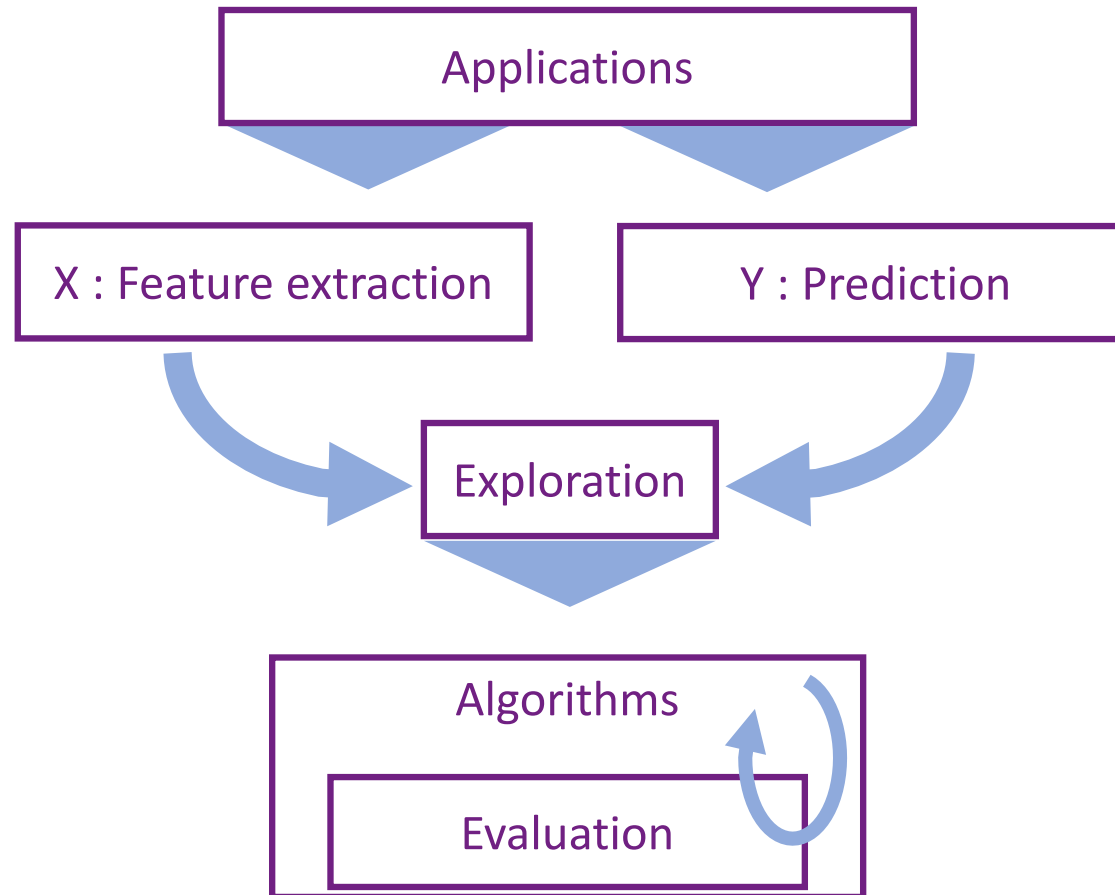 Applications
X : Feature extraction
Y : Prediction
Exploration
Algorithms
Evaluation